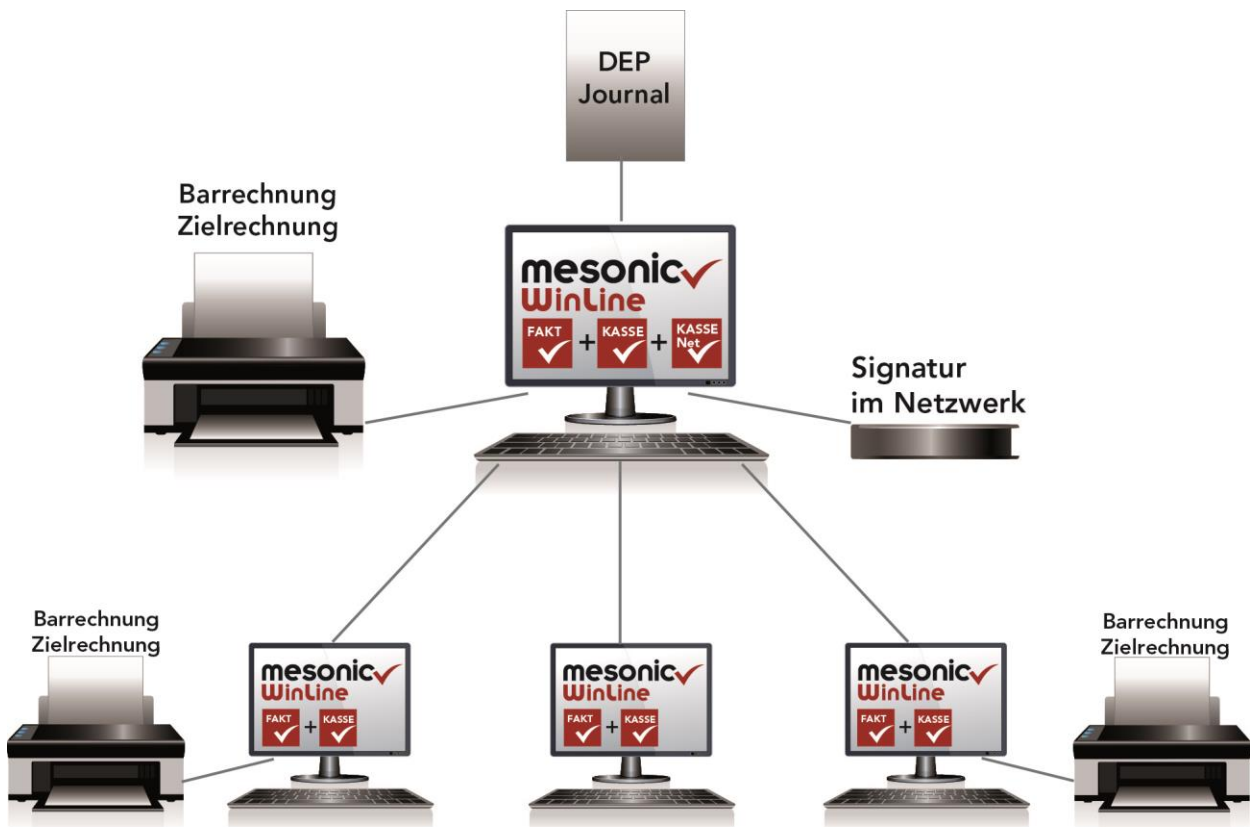 DEP
Journal
Barrechnung
Zielrechnung
mesonic
WinLine
FAKT + KASSE + KASSE Net
Signatur
im Netzwerk
Barrechnung
Zielrechnung
mesonic
WinLine
FAKT + KASSE
mesonic
WinLine
FAKT + KASSE
mesonic
WinLine
FAKT + KASSE
Barrechnung
Zielrechnung